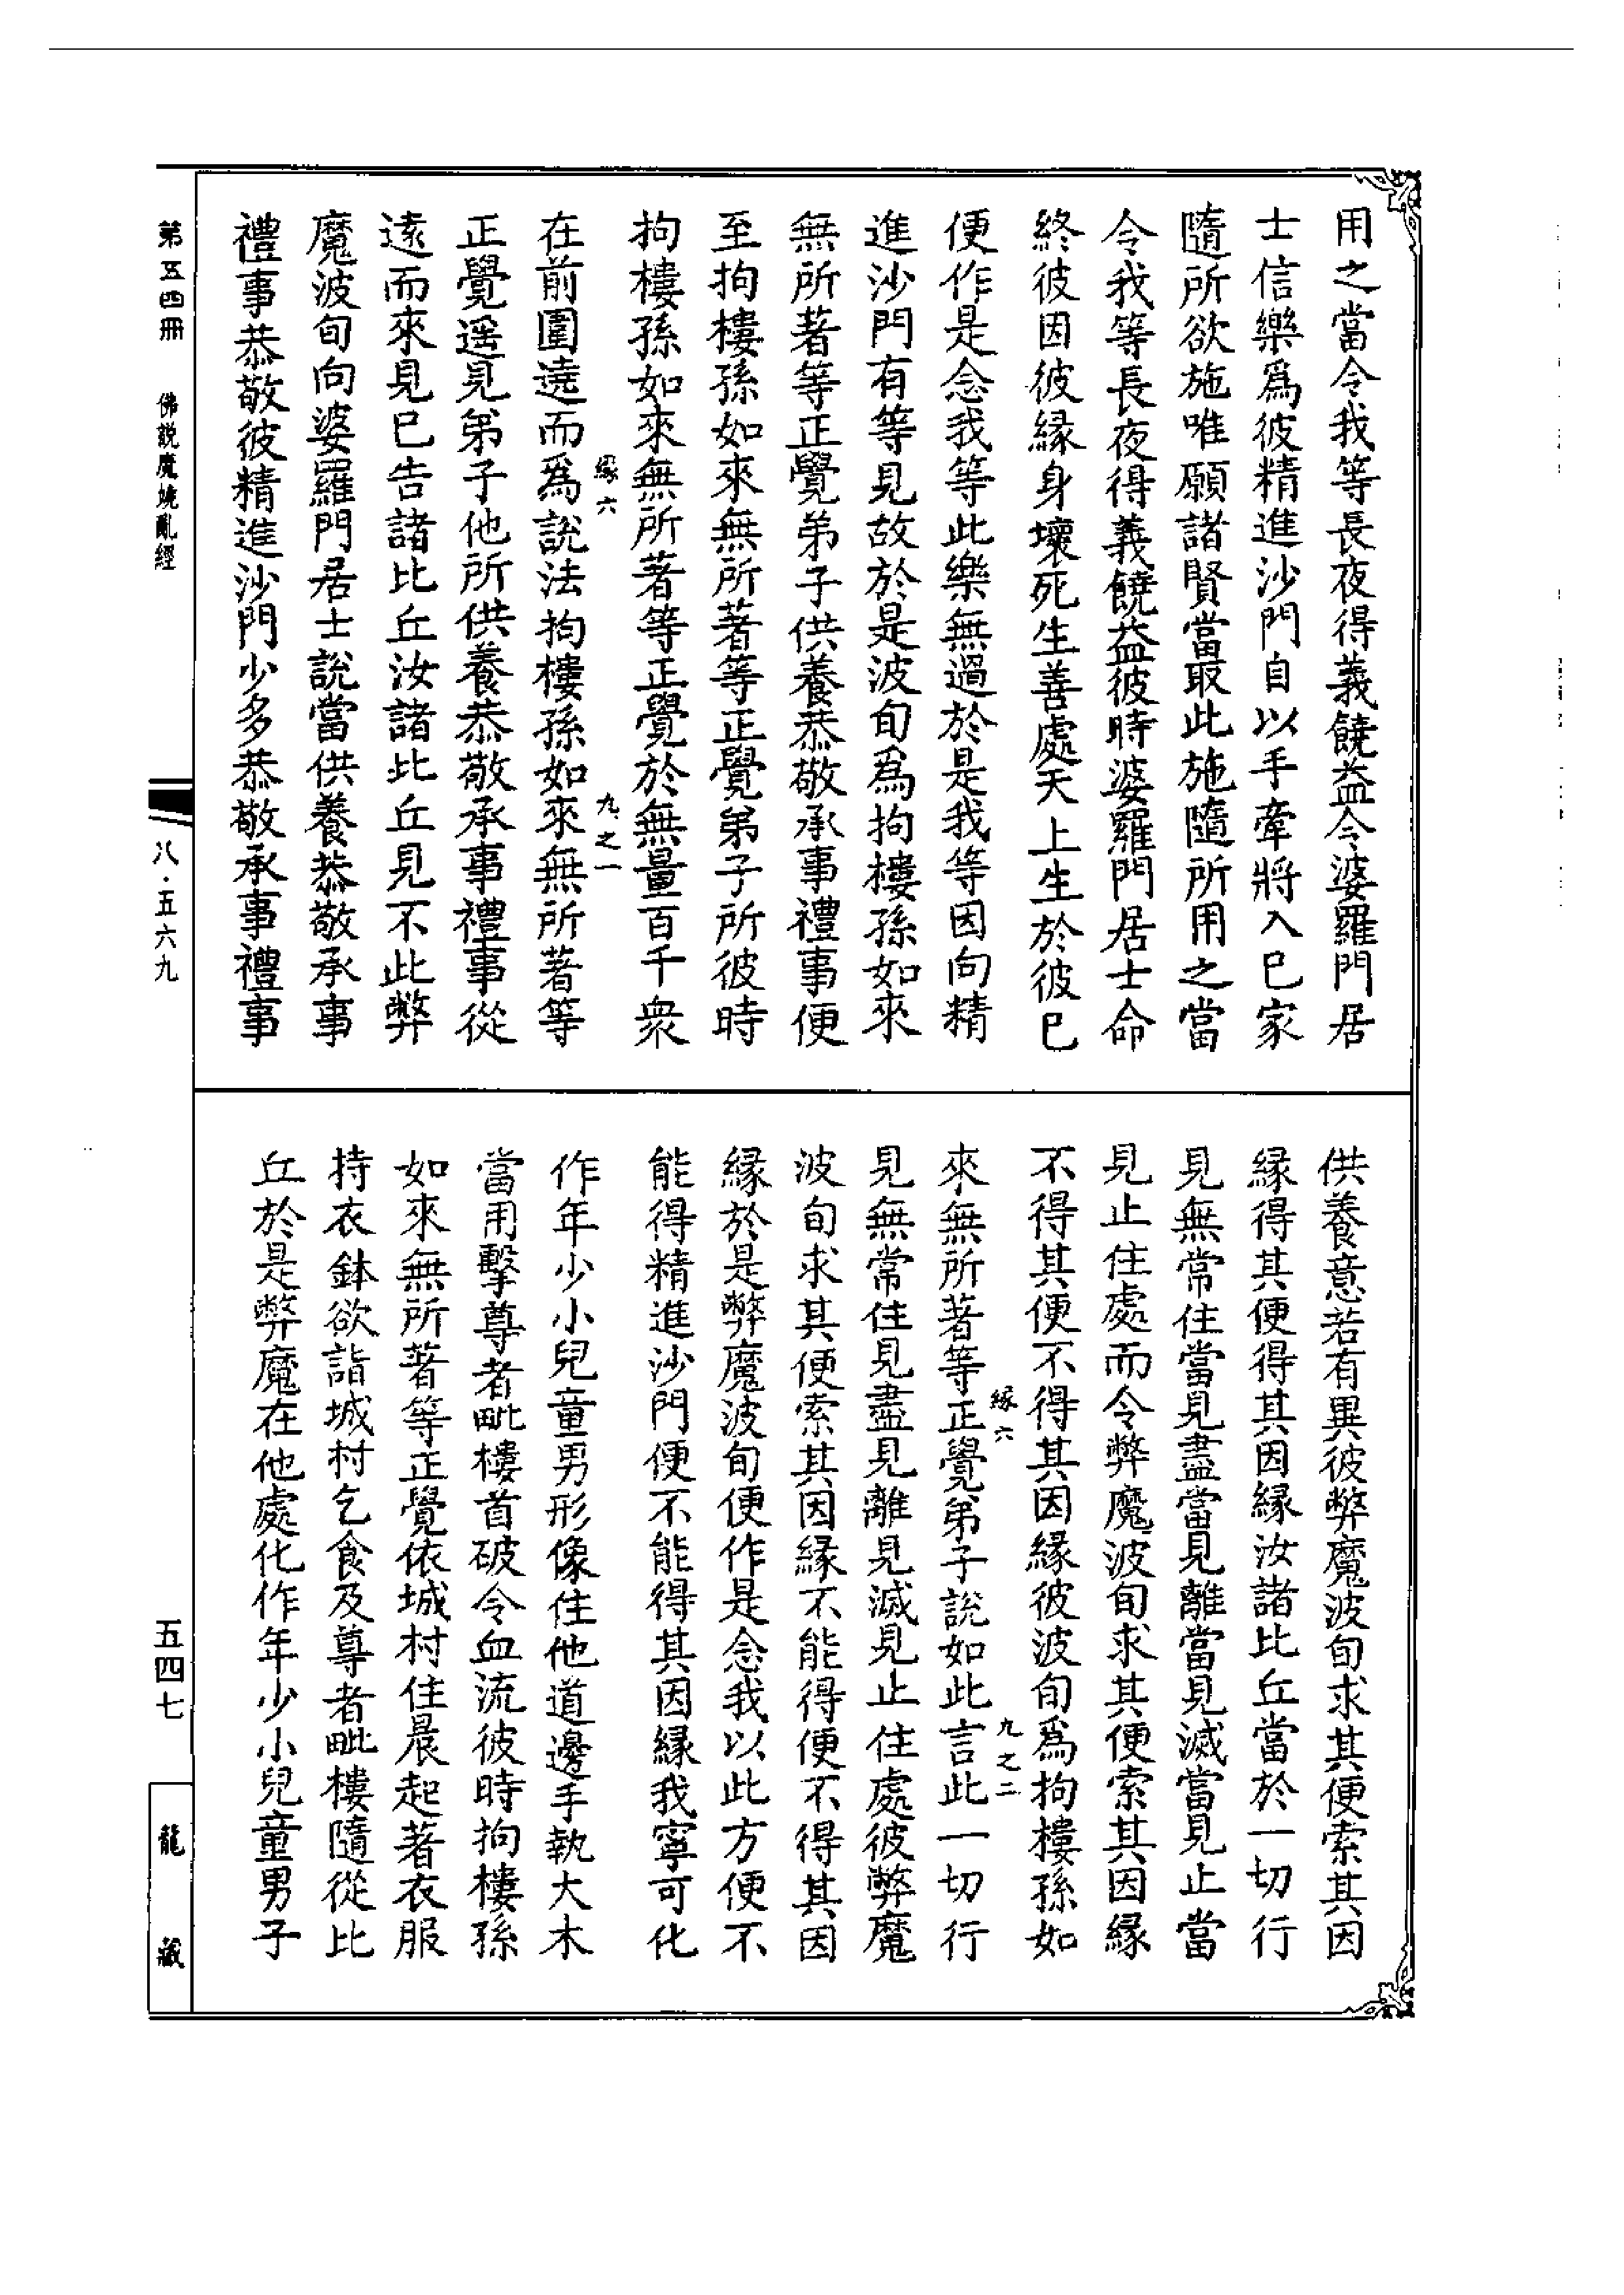 用之當令我等長夜得義饒益令婆羅門居
士信樂爲彼精進沙門自以手牽將入已家
隨所欲施唯願諸賢當取此施隨所用之當
令我等長夜得義饒益彼時婆羅門居士命
終彼因彼縁身壞死生善處天上生於彼已
便作是念我等此樂無過於是我等因向精
進沙門有等見故於是波旬爲拘樓孫如來
無所著等正覺弟子供養恭敬承事禮事便
至拘樓孫如來無所著等正覺弟子所彼時
拘樓孫如來無所著等正覺於無量百千衆
縁六
九之一
在前圍遶而爲說法拘樓孫如來無所著等
正覺遥見弟子他所供養恭敬承事禮事從
逺而來見已告諸比丘汝諸比丘見不此弊
魔波旬向婆羅門居士說當供養恭敬承事
禮事恭敬彼精進沙門少多恭敬承事禮事
供養意若有異彼弊魔波旬求其便索其因
縁得其便得其因縁汝諸比丘當於一切行
見無常住當見盡當見離當見滅當見止當
見止住處而令弊魔波旬求其便索其因縁
不得其便不得其因縁彼波旬爲拘樓孫如
縁六
九之二
來無所著等正覺弟子說如此言此一切行
見無常住見盡見離見滅見止住處彼弊魔
波旬求其便索其因縁不能得便不得其因
縁於是弊魔波旬便作是念我以此方便不
能得精進沙門便不能得其因縁我寧可化
作年少小兒童男形像住他道邊手執大木
當用擊尊者毗樓首破令血流彼時拘樓孫
如來無所著等正覺依城村住晨起著衣服
持衣鉢欲詣城村乞食及尊者毗樓隨從比
丘於是弊魔在他處化作年少小兒童男子
第五四冊
佛說魔嬈亂經
八·五六九
五四七
龍藏